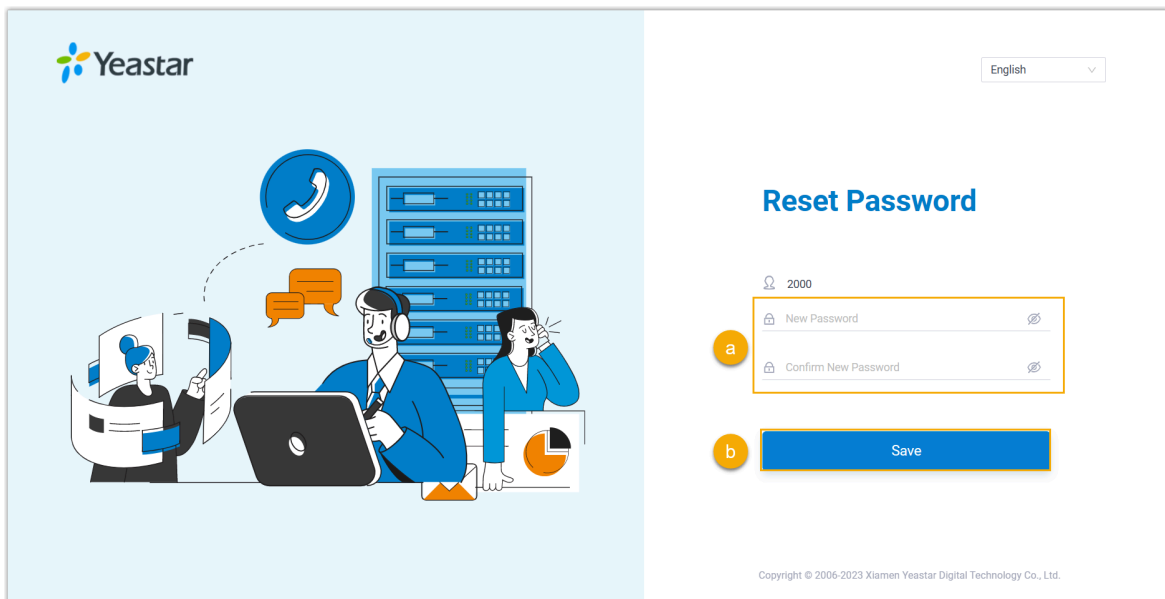 Yeastar
English
Reset Password
2000
New Password
a
Confirm New Password
b
Save
Copyright © 2006-2023 Xiamen Yeastar Digital Technology Co., Ltd.